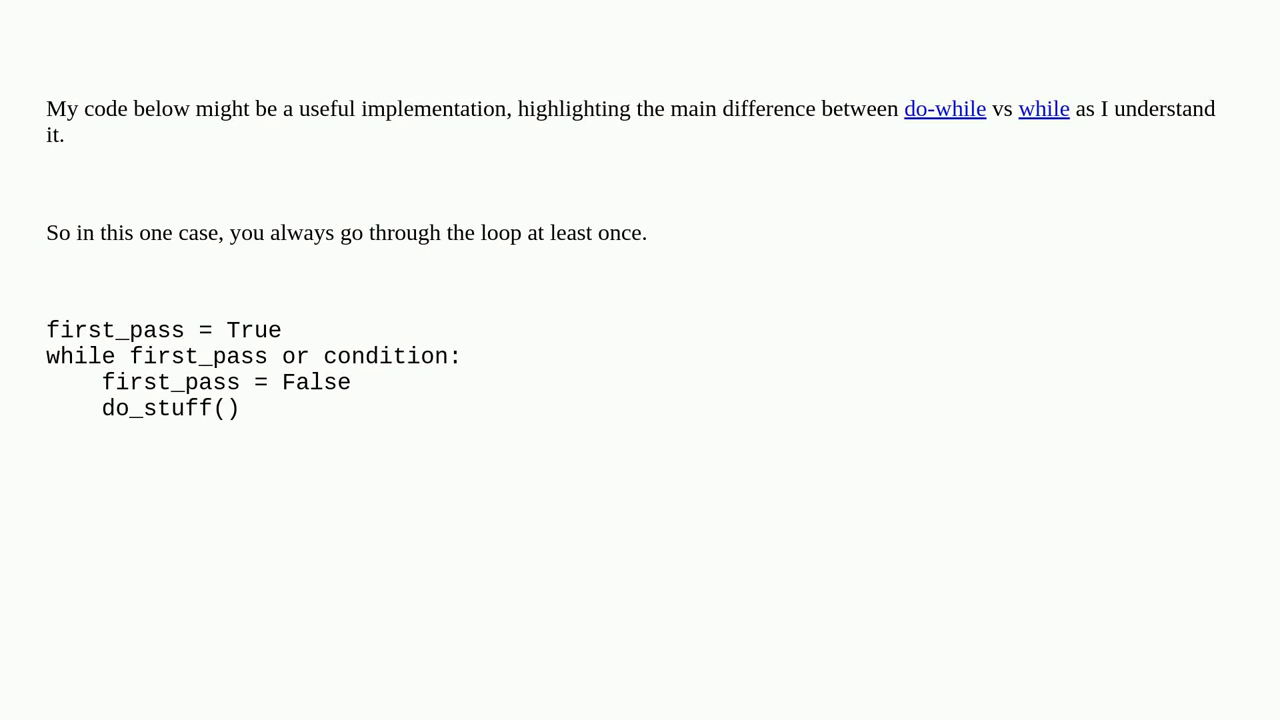 My code below might be a useful implementation, highlighting the main difference between do-while vs while as I understand
it.
So in this one case, you always go through the loop at least once.
first_pass = True
while first_pass or condition:
    first_pass = False
    do_stuff()